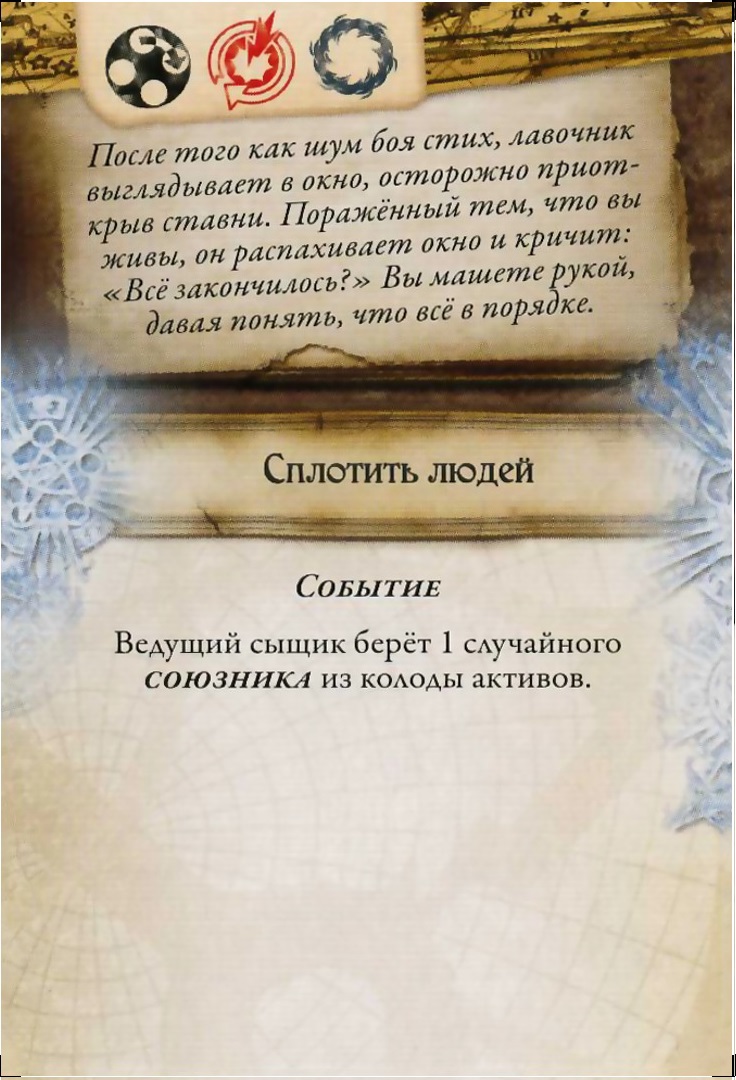 После того как шум боя стих, лавочник
выглядывает в окно, осторожно приот-
крыв ставни. Поражённый тем, что вы
живы, он распахивает окно и кричит:
«Всё закончилось?» Вы машете рукой,
давая понять, что всё в порядке.
Сплотить людей
Событие
Ведущий сыщик берёт 1 случайного
союзника из колоды активов.